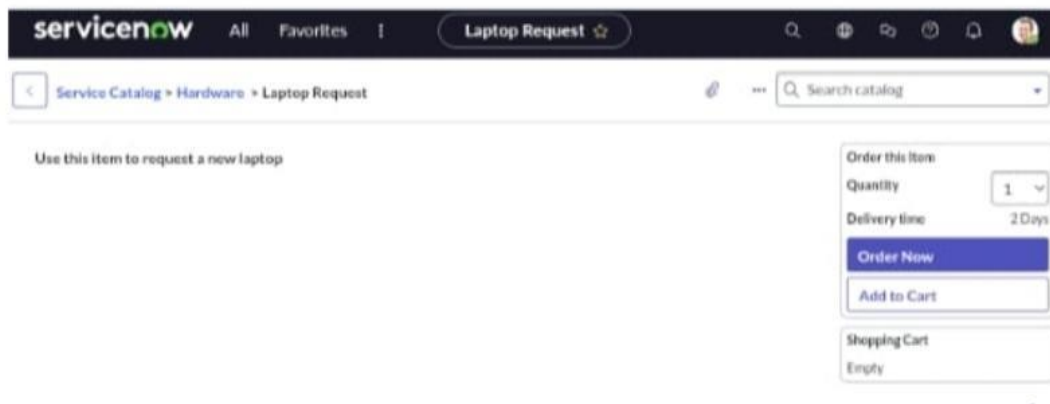 servicenow All Favorites Laptop Request
Service Catalog > Hardware > Laptop Request Search catalog
Use this item to request a new laptop
Order this Item
Quantity 1
Delivery time 2 Days
Order Now
Add to Cart
Shopping Cart
Empty